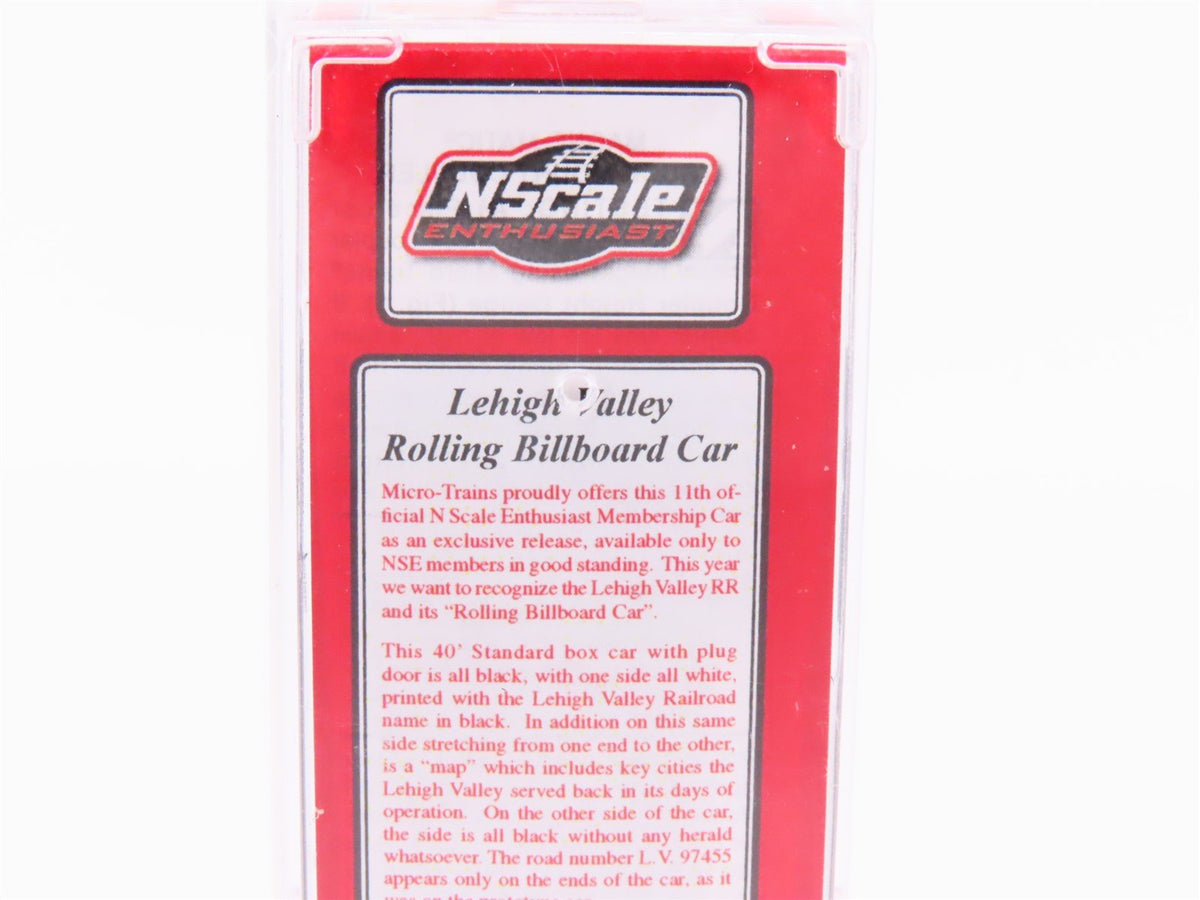 NScale
ENTHUSIAST
Lehigh Valley
Rolling Billboard Car
Micro-Trains proudly offers this 11th of-
ficial N Scale Enthusiast Membership Car
as an exclusive release, available only to
NSE members in good standing. This year
we want to recognize the Lehigh Valley RR
and its “Rolling Billboard Car”.
This 40’ Standard box car with plug
door is all black, with one side all white,
printed with the Lehigh Valley Railroad
name in black. In addition on this same
side stretching from one end to the other,
is a “map” which includes key cities the
Lehigh Valley served back in its days of
operation. On the other side of the car,
the side is all black without any herald
whatsoever. The road number L.V. 97455
appears only on the ends of the car, as it